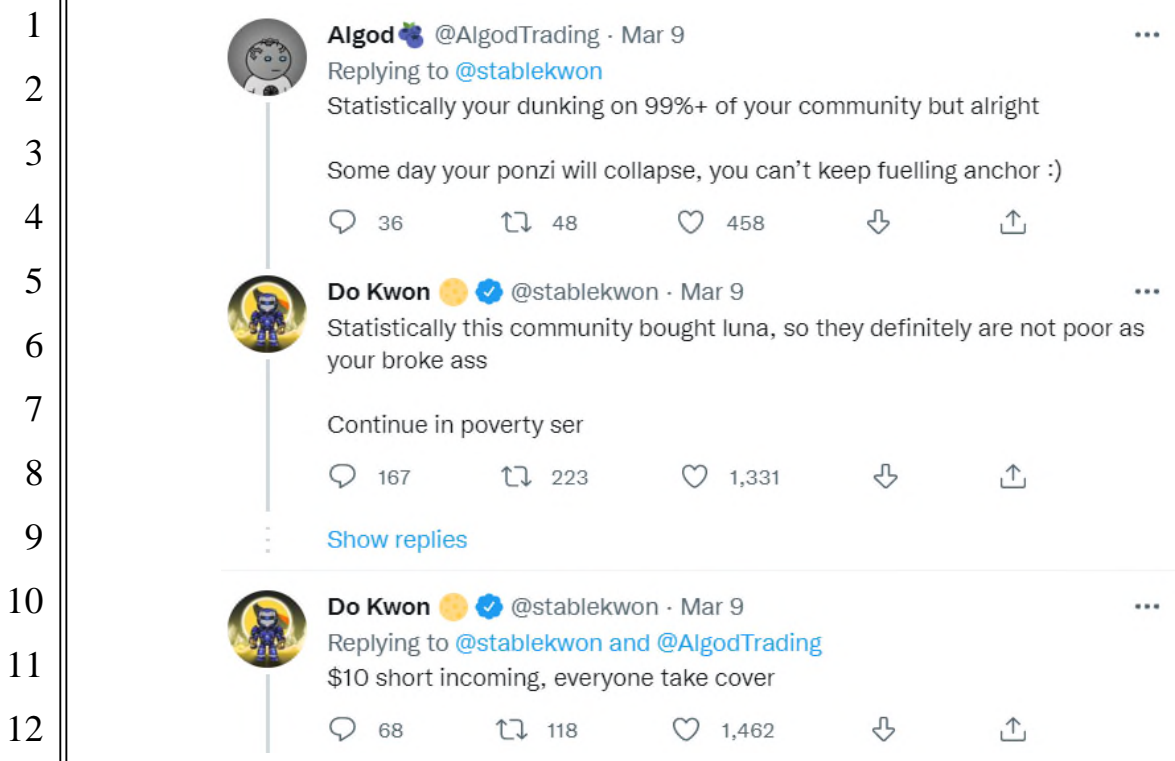 1
Algod🫐 @AlgodTrading · Mar 9
2
Replying to @stablekwon
Statistically your dunking on 99%+ of your community but alright
3
Some day your ponzi will collapse, you can’t keep fuelling anchor :)
4
36 48 458
5
Do Kwon 🌕 @stablekwon · Mar 9
Statistically this community bought luna, so they definitely are not poor as
6
your broke ass
7
Continue in poverty ser
8
167 223 1,331
9
Show replies
10
Do Kwon 🌕 @stablekwon · Mar 9
Replying to @stablekwon and @AlgodTrading
11
$10 short incoming, everyone take cover
12
68 118 1,462